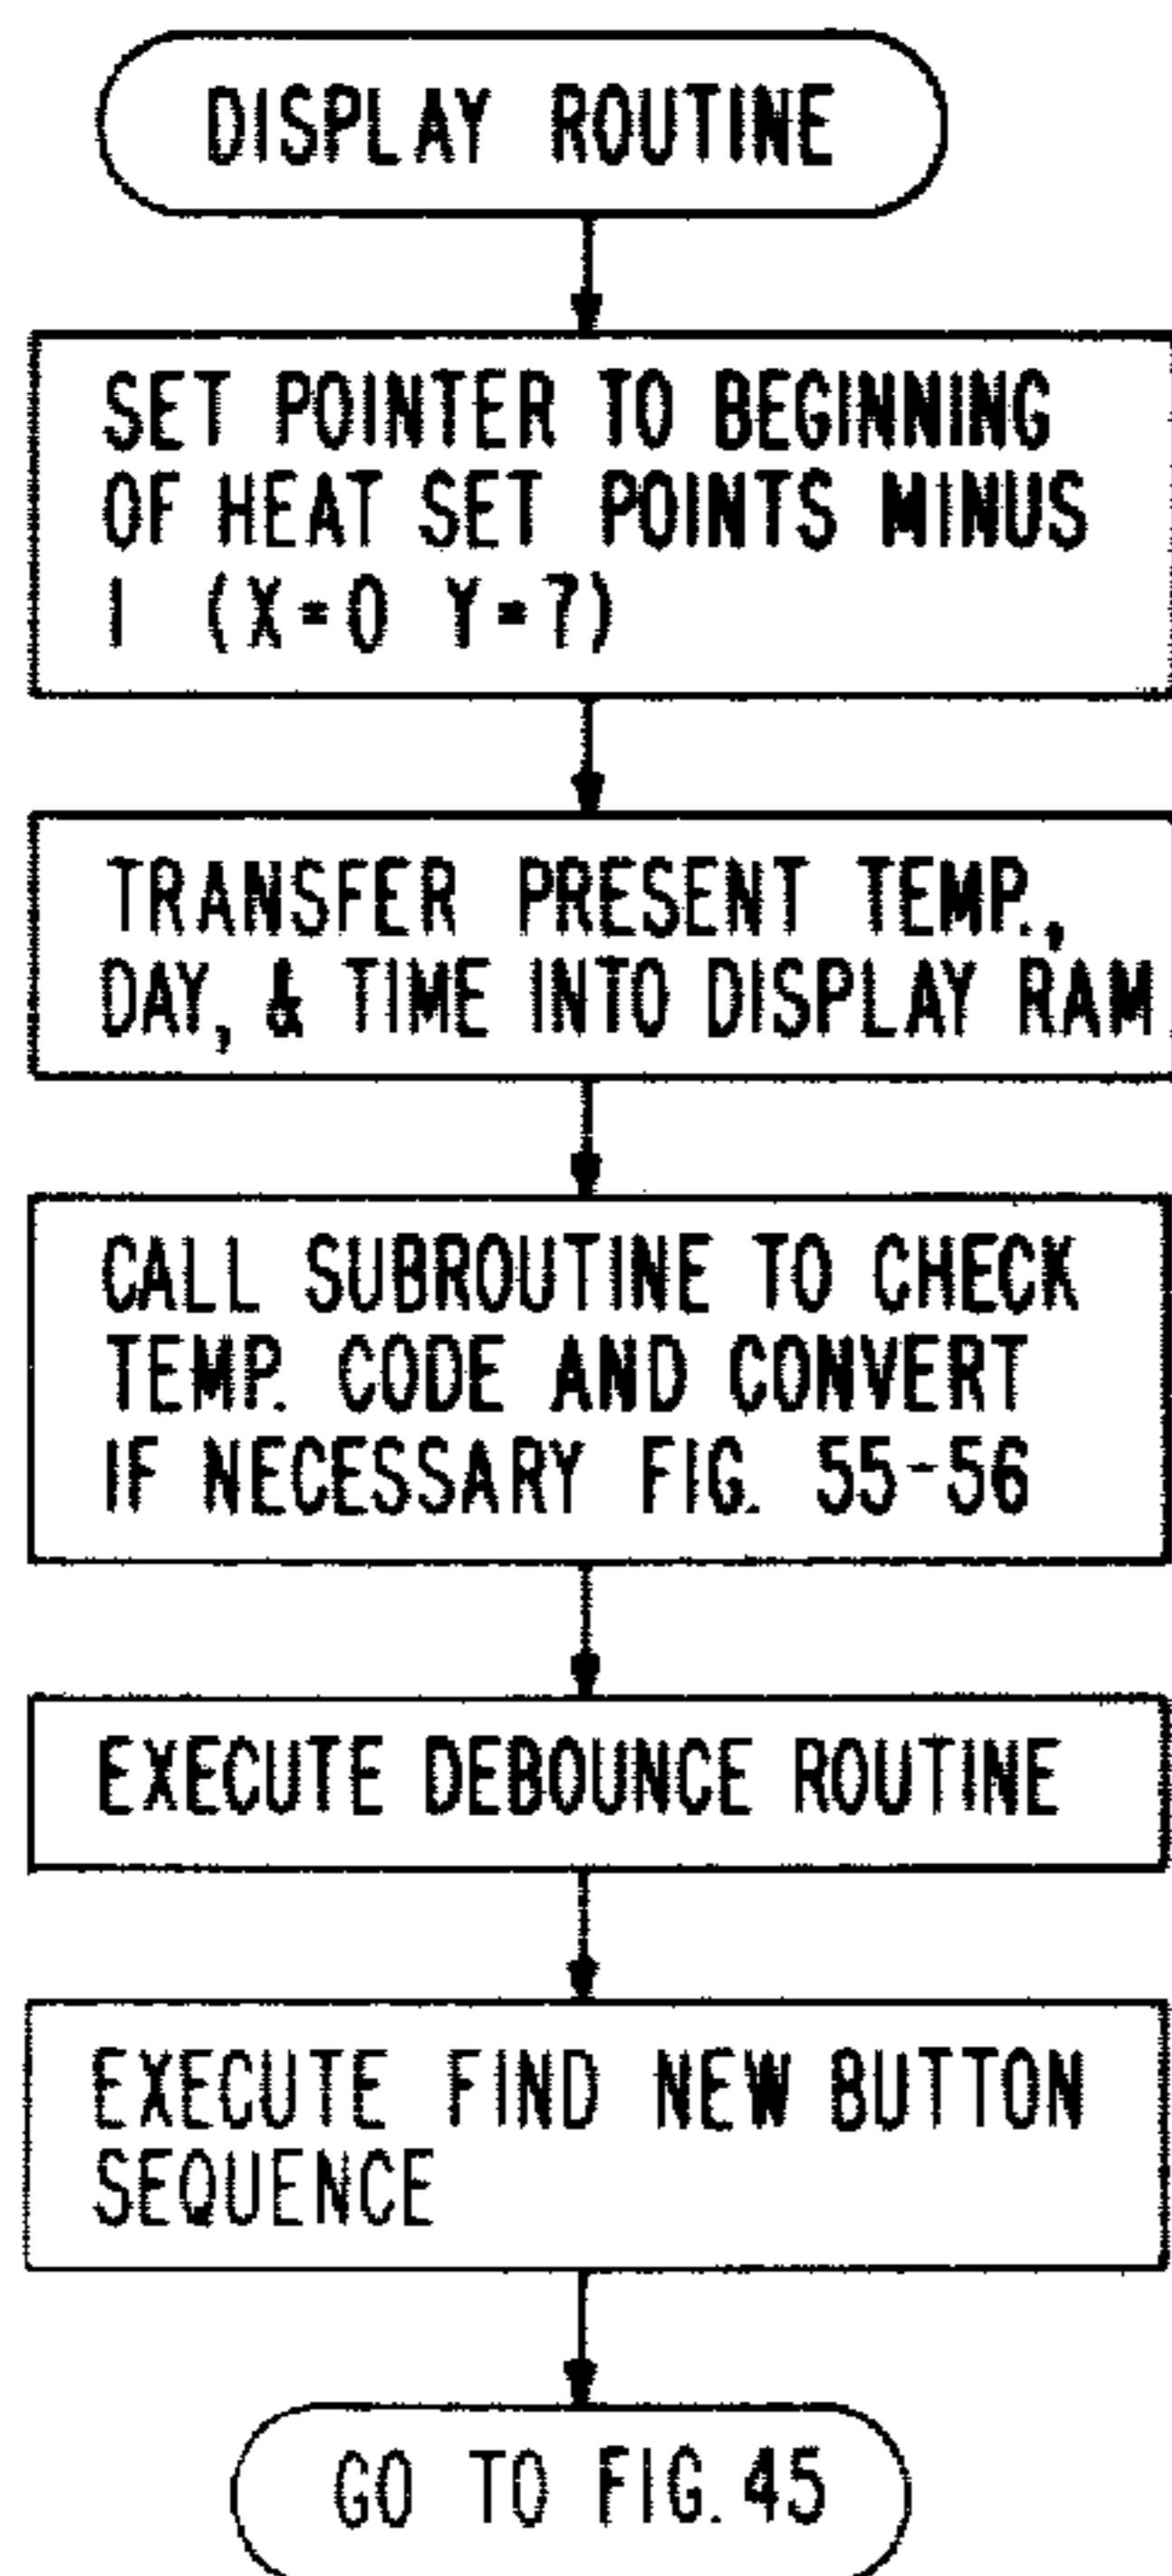 DISPLAY ROUTINE
SET POINTER TO BEGINNING
OF HEAT SET POINTS MINUS
1 (X=0 Y=7)
TRANSFER PRESENT TEMP.,
DAY, & TIME INTO DISPLAY RAM
CALL SUBROUTINE TO CHECK
TEMP. CODE AND CONVERT
IF NECESSARY FIG. 55-56
EXECUTE DEBOUNCE ROUTINE
EXECUTE FIND NEW BUTTON
SEQUENCE
GO TO FIG. 45